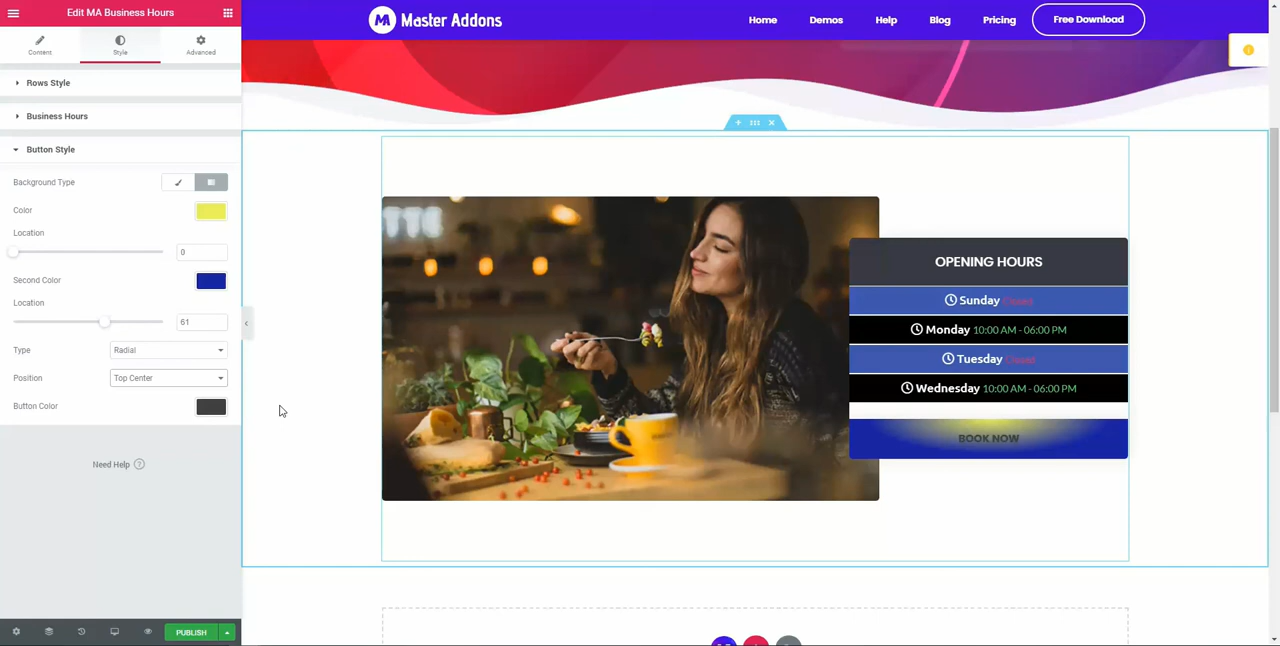 Edit MA Business Hours
Content
Style
Advanced
Rows Style
Business Hours
Button Style
Background Type
Color
Location
0
Second Color
Location
61
Type
Radial
Position
Top Center
Button Color
Need Help ?
PUBLISH
MA Master Addons
Home
Demos
Help
Blog
Pricing
Free Download
OPENING HOURS
Sunday Closed
Monday 10:00 AM - 06:00 PM
Tuesday Closed
Wednesday 10:00 AM - 06:00 PM
BOOK NOW